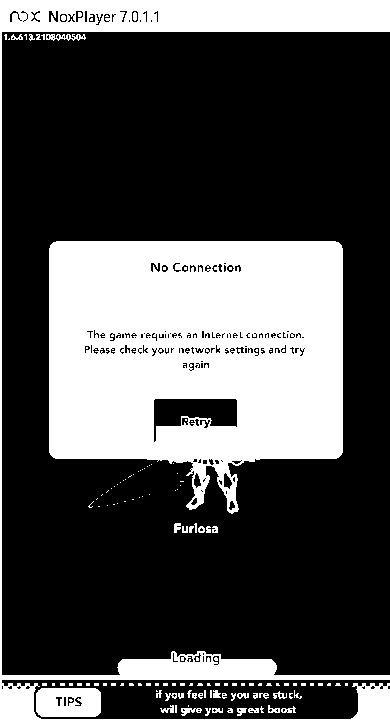 nox NoxPlayer 7.0.1.1
1.6.613.2108040504
No Connection
The game requires an Internet connection.
Please check your network settings and try
again
Retry
Furiosa
Loading
TIPS
if you feel like you are stuck,
will give you a great boost